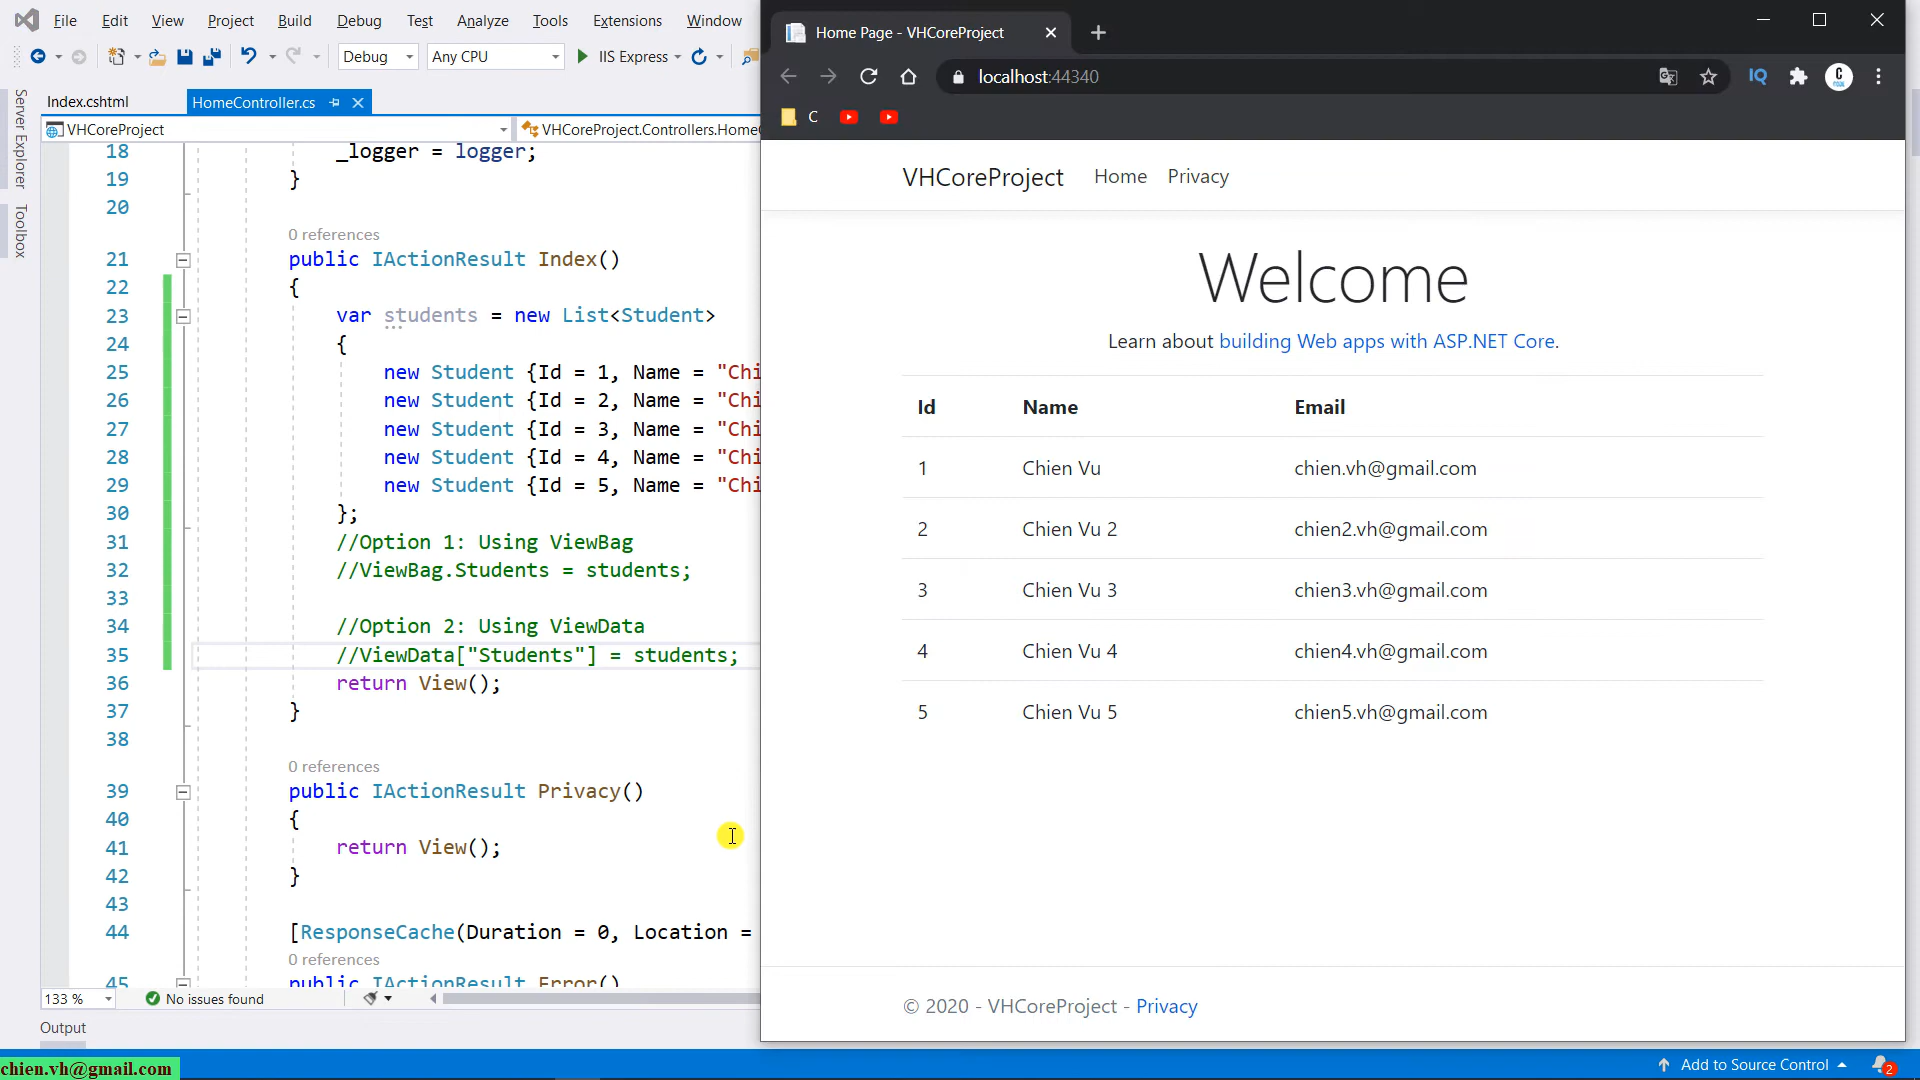 File Edit View Project Build Debug Test Analyze Tools Extensions Window
Debug Any CPU IIS Express
Server Explorer
Toolbox
Index.cshtml HomeController.cs
VHCoreProject VHCoreProject.Controllers.HomeC
18 _logger = logger;
19 }
20
0 references
21 public IActionResult Index()
22 {
23 var students = new List<Student>
24 {
25 new Student {Id = 1, Name = "Chi
26 new Student {Id = 2, Name = "Chi
27 new Student {Id = 3, Name = "Chi
28 new Student {Id = 4, Name = "Chi
29 new Student {Id = 5, Name = "Chi
30 };
31 //Option 1: Using ViewBag
32 //ViewBag.Students = students;
33
34 //Option 2: Using ViewData
35 //ViewData["Students"] = students;
36 return View();
37 }
38
0 references
39 public IActionResult Privacy()
40 {
41 return View();
42 }
43
44 [ResponseCache(Duration = 0, Location =
0 references
45 public IActionResult Error()
133 % No issues found
Output
chien.vh@gmail.com
Add to Source Control 2
Home Page - VHCoreProject
localhost:44340
IQ
C
C
VHCoreProject Home Privacy
Welcome
Learn about building Web apps with ASP.NET Core.
Id Name Email
1 Chien Vu chien.vh@gmail.com
2 Chien Vu 2 chien2.vh@gmail.com
3 Chien Vu 3 chien3.vh@gmail.com
4 Chien Vu 4 chien4.vh@gmail.com
5 Chien Vu 5 chien5.vh@gmail.com
© 2020 - VHCoreProject - Privacy